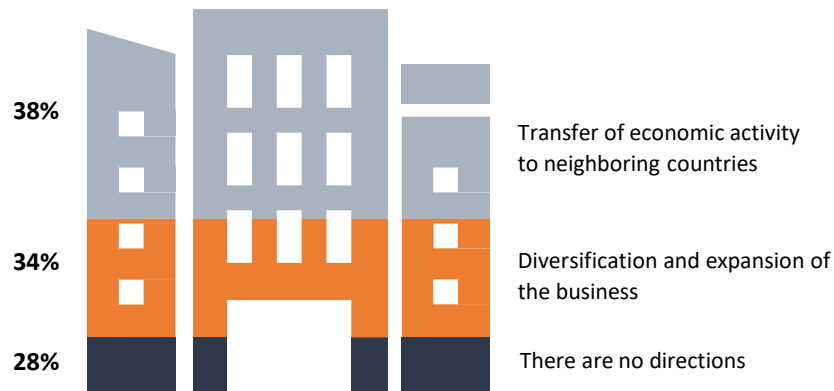 38%
Transfer of economic activity
to neighboring countries
34%
Diversification and expansion of
the business
28%
There are no directions